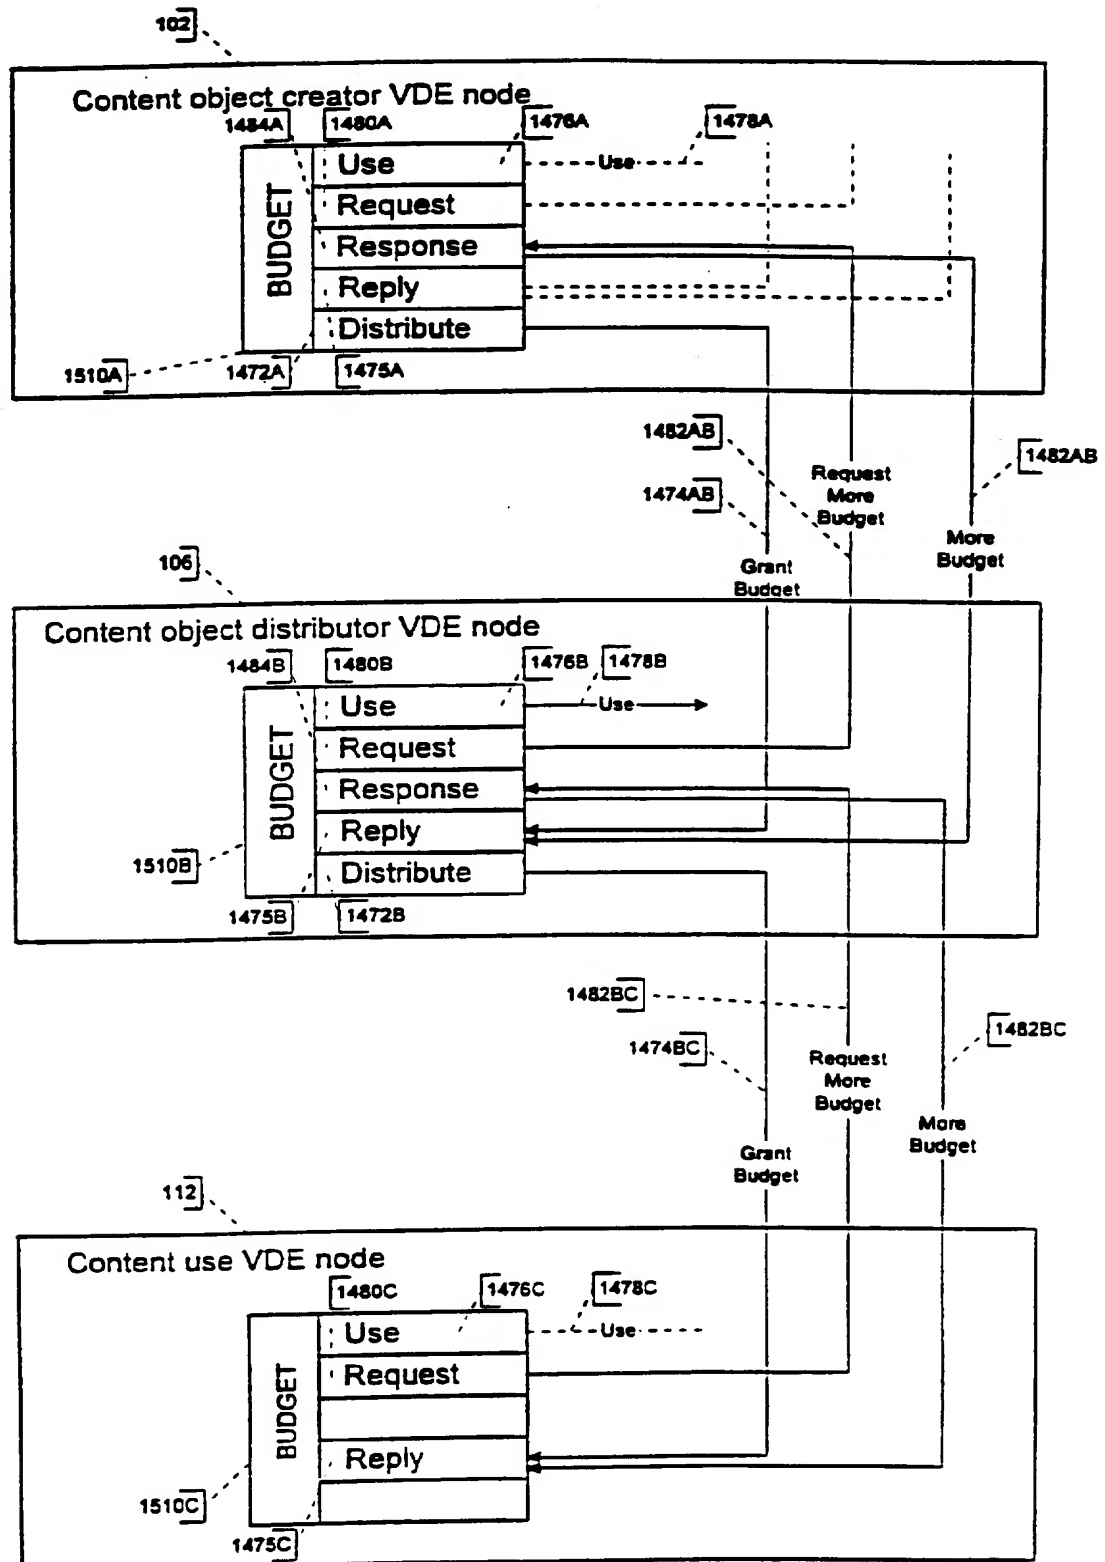 102
Content object creator VDE node
1484A
1480A
1476A
1478A
BUDGET
Use
Use
Request
Response
Reply
Distribute
1510A
1472A
1475A
1482AB
1474AB
Request
More
Budget
1482AB
More
Budget
Grant
Budget
106
Content object distributor VDE node
1484B
1480B
1476B
1478B
BUDGET
Use
Use
Request
Response
Reply
Distribute
1510B
1475B
1472B
1482BC
1474BC
Request
More
Budget
1482BC
More
Budget
Grant
Budget
112
Content use VDE node
1480C
1476C
1478C
BUDGET
Use
Use
Request
Reply
1510C
1475C